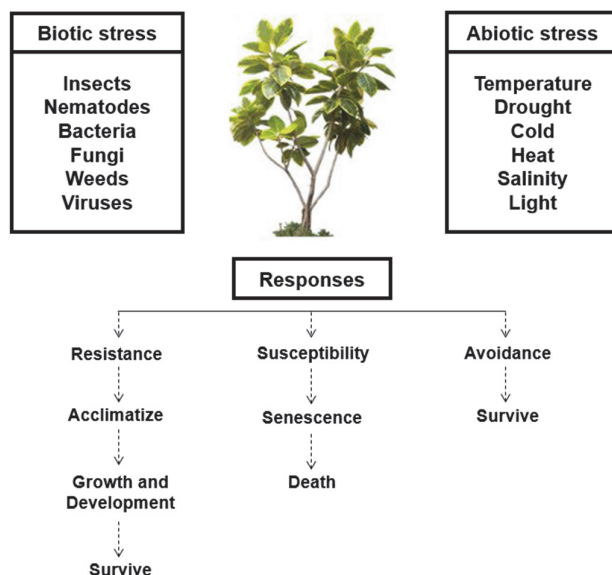 Biotic stress
Insects
Nematodes
Bacteria
Fungi
Weeds
Viruses
Abiotic stress
Temperature
Drought
Cold
Heat
Salinity
Light
Responses
Resistance
Susceptibility
Avoidance
Acclimatize
Senescence
Survive
Growth and
Development
Death
Survive